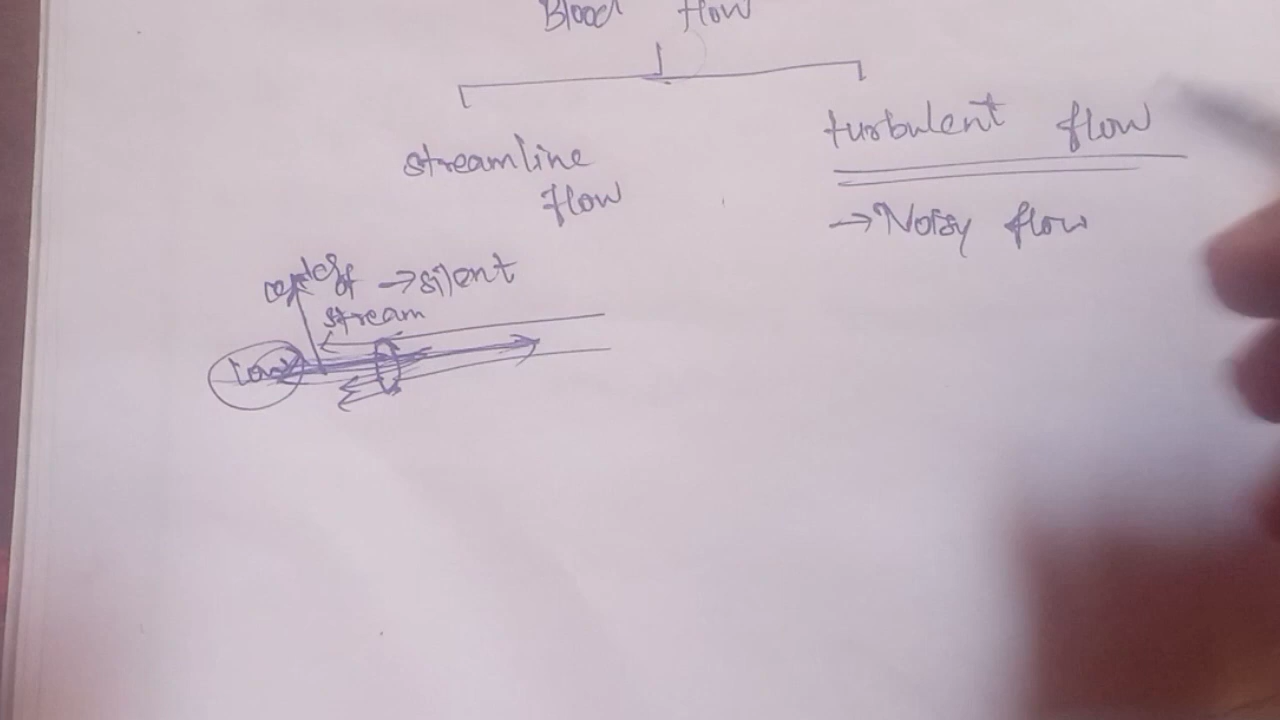 Blood flow
streamline
flow
turbulent flow
→Noisy flow
→silent
stream